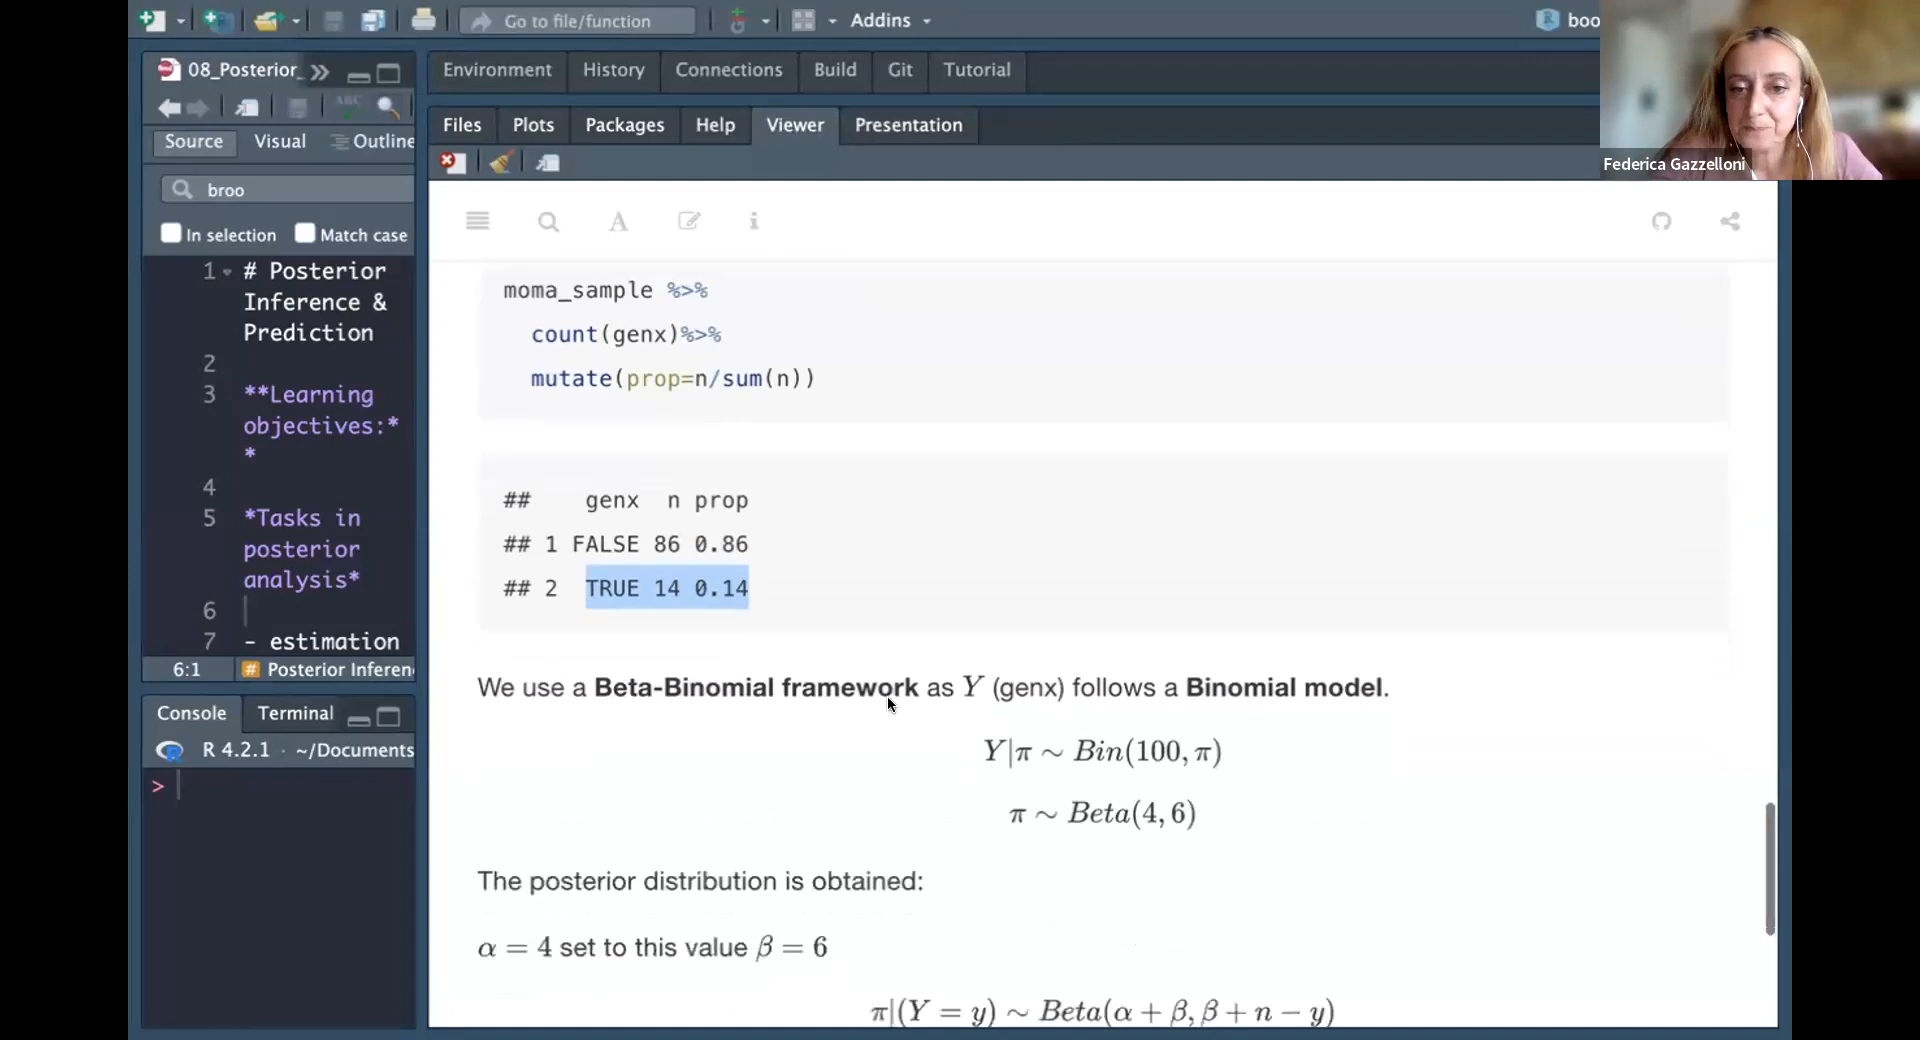 Go to file/function
Addins
boo
08_Posterior_
Environment
History
Connections
Build
Git
Tutorial
ABC
Files
Plots
Packages
Help
Viewer
Presentation
Source
Visual
Outline
broo
In selection
Match case
Federica Gazzelloni
1 # Posterior
Inference &
Prediction
2
3 **Learning
objectives:*
*
4
5 *Tasks in
posterior
analysis*
6
7 - estimation
6:1
# Posterior Inferen
Console
Terminal
R 4.2.1 · ~/Documents
>
moma_sample %>%
count(genx)%>%
mutate(prop=n/sum(n))
## genx n prop
## 1 FALSE 86 0.86
## 2 TRUE 14 0.14
We use a Beta-Binomial framework as Y (genx) follows a Binomial model.
Y|π ∼ Bin(100, π)
π ∼ Beta(4, 6)
The posterior distribution is obtained:
α = 4 set to this value β = 6
π|(Y = y) ∼ Beta(α + β, β + n − y)